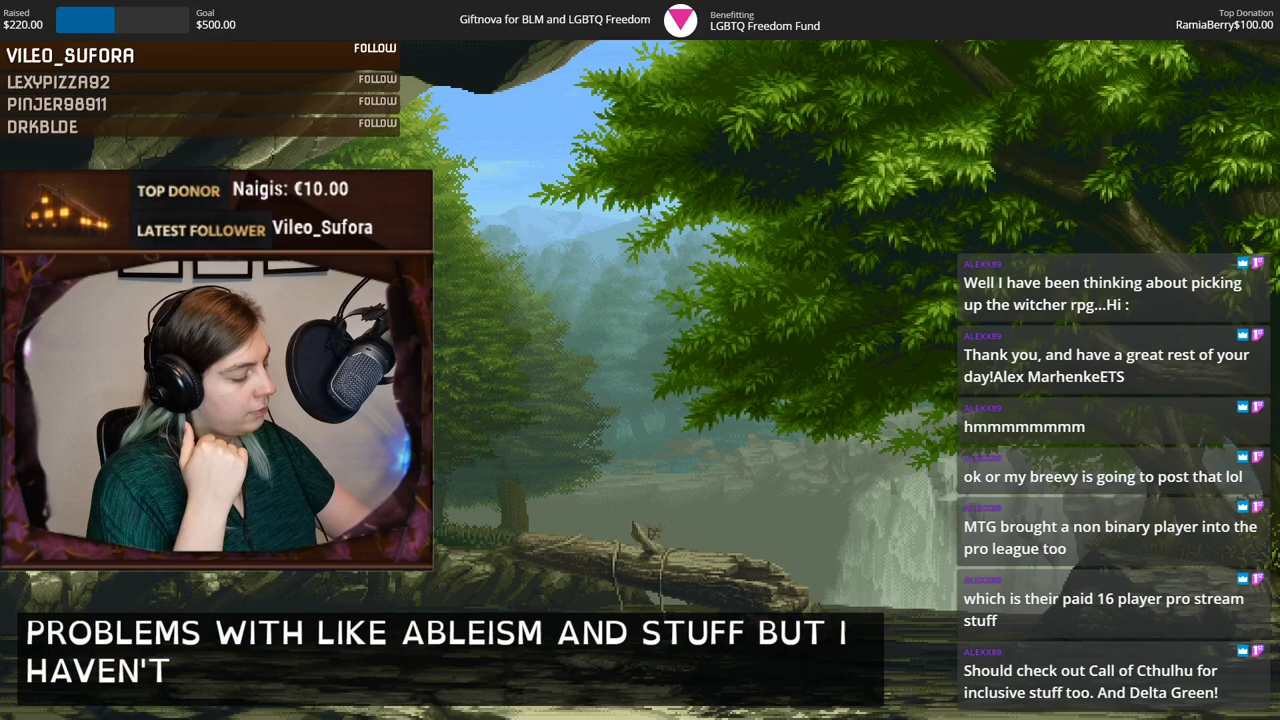 Raised
$220.00
Goal
$500.00
Giftnova for BLM and LGBTQ Freedom
Benefitting
LGBTQ Freedom Fund
Top Donation
RamiaBerry$100.00
VILEO_SUFORA FOLLOW
LEXYPIZZA92 FOLLOW
PINJER98911 FOLLOW
DRKBLDE FOLLOW
TOP DONOR Naigis: €10.00
LATEST FOLLOWER Vileo_Sufora
ALEXX89
Well I have been thinking about picking
up the witcher rpg...Hi :
ALEXX89
Thank you, and have a great rest of your
day!Alex MarhenkeETS
ALEXX89
hmmmmmmmm
ALEXX89
ok or my breevy is going to post that lol
ALEXX89
MTG brought a non binary player into the
pro league too
ALEXX89
which is their paid 16 player pro stream
stuff
ALEXX89
Should check out Call of Cthulhu for
inclusive stuff too. And Delta Green!
PROBLEMS WITH LIKE ABLEISM AND STUFF BUT I
HAVEN'T